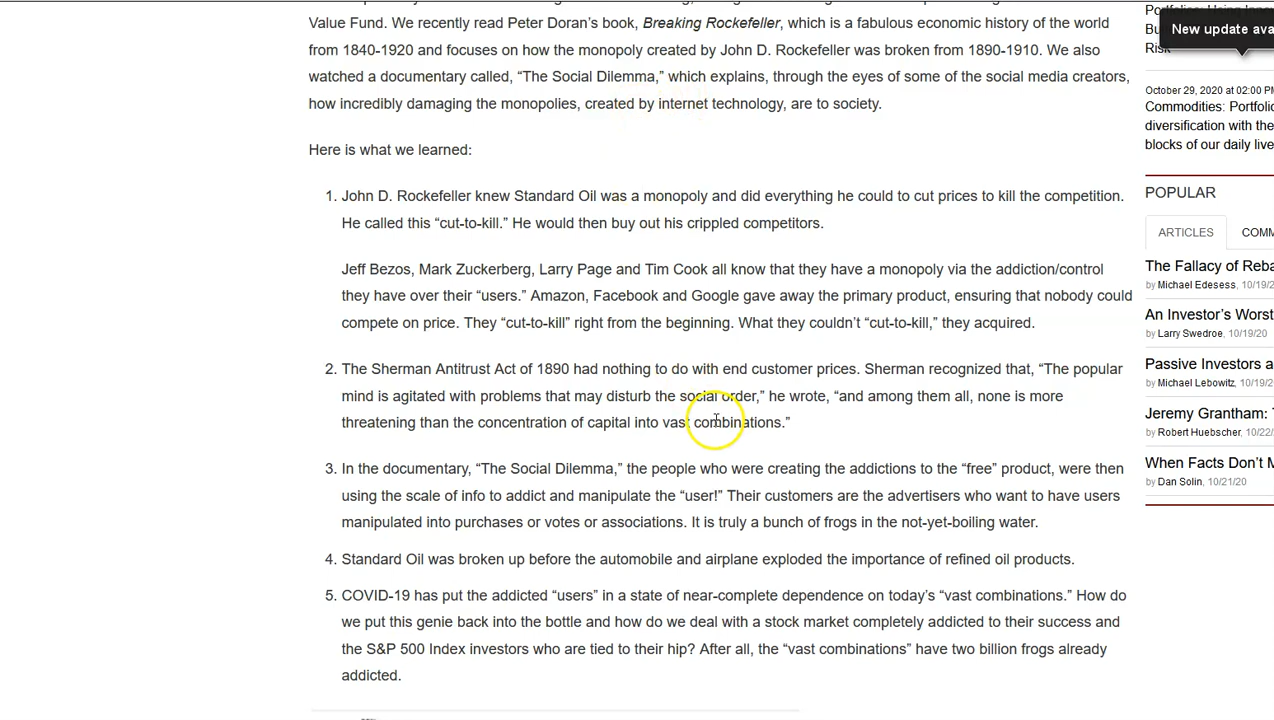 Value Fund. We recently read Peter Doran’s book, Breaking Rockefeller, which is a fabulous economic history of the world
from 1840-1920 and focuses on how the monopoly created by John D. Rockefeller was broken from 1890-1910. We also
watched a documentary called, “The Social Dilemma,” which explains, through the eyes of some of the social media creators,
how incredibly damaging the monopolies, created by internet technology, are to society.
Here is what we learned:
1. John D. Rockefeller knew Standard Oil was a monopoly and did everything he could to cut prices to kill the competition.
He called this “cut-to-kill.” He would then buy out his crippled competitors.
Jeff Bezos, Mark Zuckerberg, Larry Page and Tim Cook all know that they have a monopoly via the addiction/control
they have over their “users.” Amazon, Facebook and Google gave away the primary product, ensuring that nobody could
compete on price. They “cut-to-kill” right from the beginning. What they couldn’t “cut-to-kill,” they acquired.
2. The Sherman Antitrust Act of 1890 had nothing to do with end customer prices. Sherman recognized that, “The popular
mind is agitated with problems that may disturb the social order,” he wrote, “and among them all, none is more
threatening than the concentration of capital into vast combinations.”
3. In the documentary, “The Social Dilemma,” the people who were creating the addictions to the “free” product, were then
using the scale of info to addict and manipulate the “user!” Their customers are the advertisers who want to have users
manipulated into purchases or votes or associations. It is truly a bunch of frogs in the not-yet-boiling water.
4. Standard Oil was broken up before the automobile and airplane exploded the importance of refined oil products.
5. COVID-19 has put the addicted “users” in a state of near-complete dependence on today’s “vast combinations.” How do
we put this genie back into the bottle and how do we deal with a stock market completely addicted to their success and
the S&P 500 Index investors who are tied to their hip? After all, the “vast combinations” have two billion frogs already
addicted.
New update ava
Risk
October 29, 2020 at 02:00 PM
Commodities: Portfolio
diversification with the
blocks of our daily live
POPULAR
ARTICLES COMM
The Fallacy of Reba
by Michael Edesess, 10/19/2
An Investor’s Worst
by Larry Swedroe, 10/19/20
Passive Investors a
by Michael Lebowitz, 10/19/2
Jeremy Grantham:
by Robert Huebscher, 10/22/
When Facts Don’t M
by Dan Solin, 10/21/20